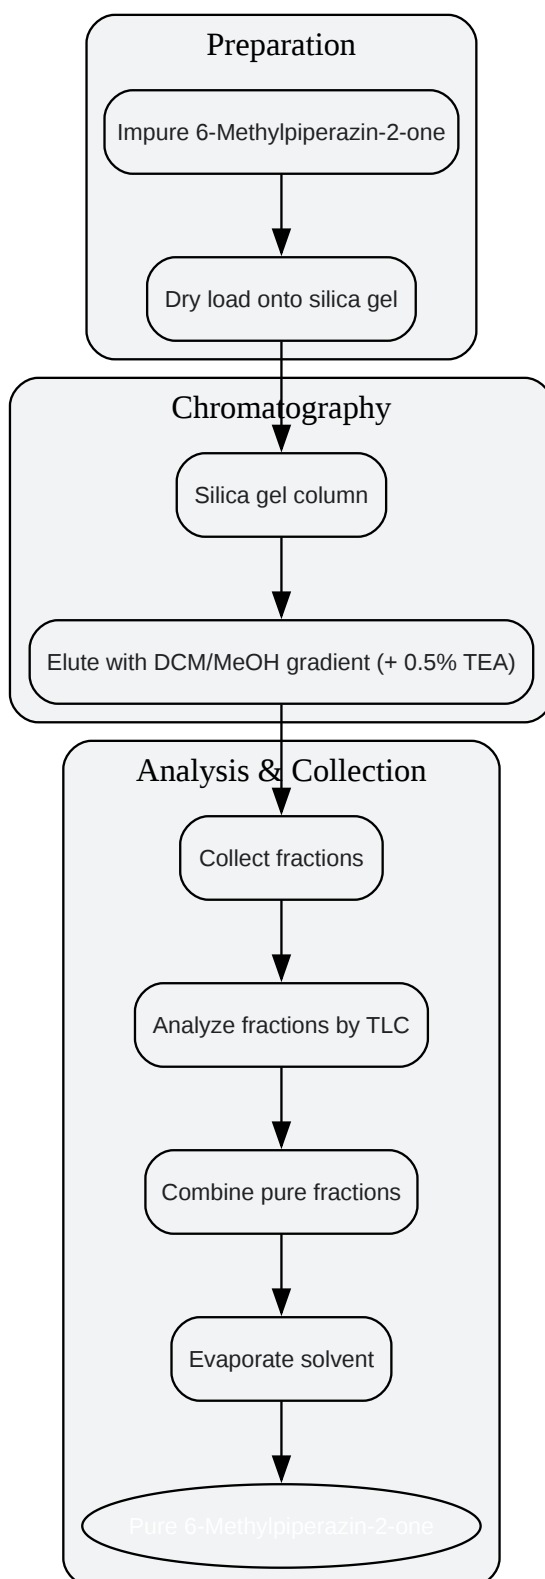 Preparation
Impure 6-Methylpiperazin-2-one
Dry load onto silica gel
Chromatography
Silica gel column
Elute with DCM/MeOH gradient (+ 0.5% TEA)
Analysis & Collection
Collect fractions
Analyze fractions by TLC
Combine pure fractions
Evaporate solvent
Pure 6-Methylpiperazin-2-one